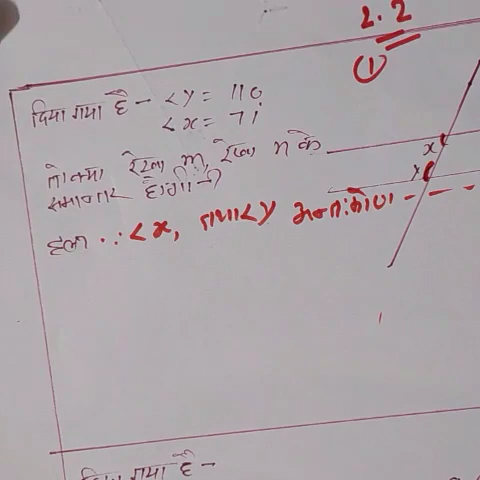 2.2
①
दिया गया है - <y = 110
<x = 71
तो क्या रेखा m, रेखा n के
समान्तर होगी -?
x
y
हल ∵ <x, तथा <y अन्तःकोण - - - -
दिया गया है -